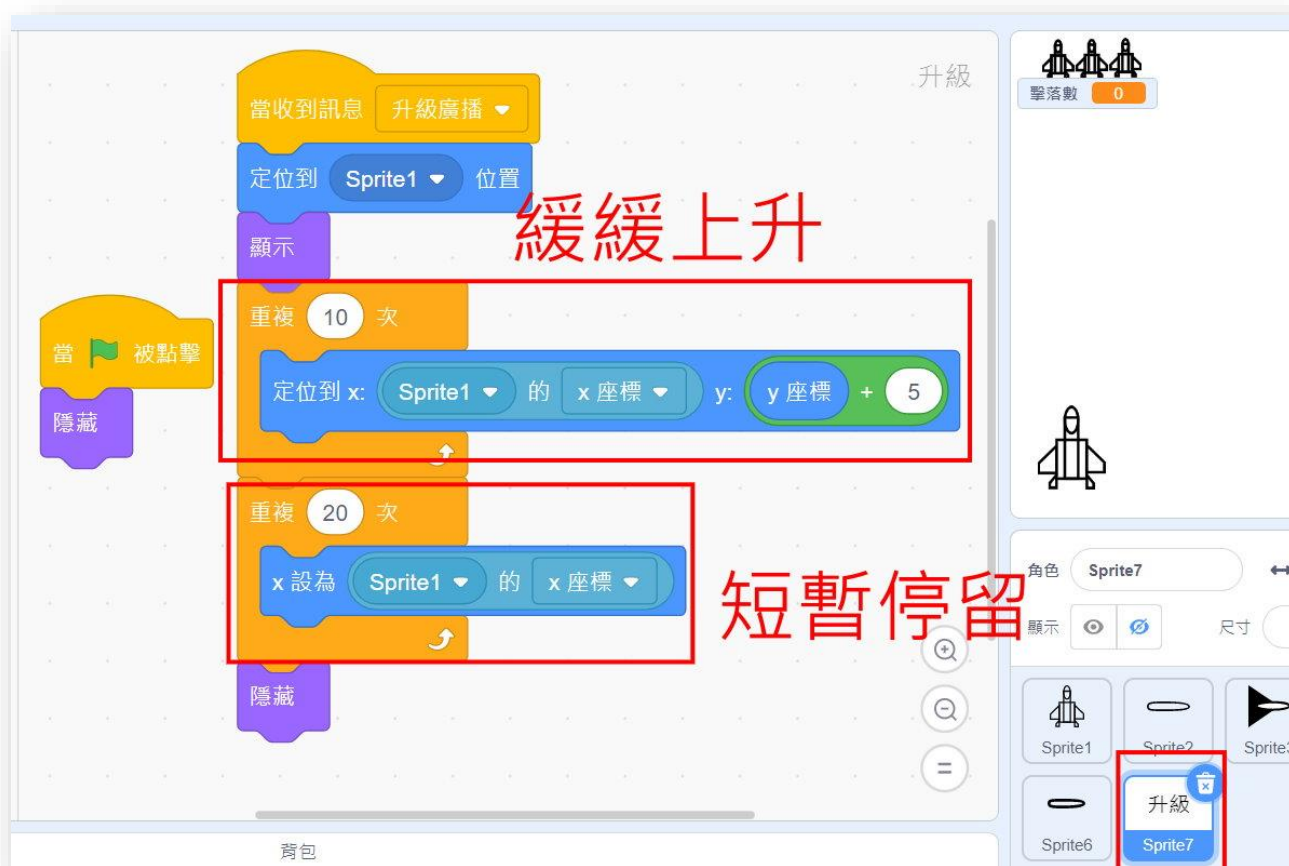 升級
當收到訊息 升級廣播
定位到 Sprite1 位置
顯示
緩緩上升
重複 10 次
定位到 x: Sprite1 的 x 座標 y: y 座標 + 5
當 被點擊
隱藏
重複 20 次
x 設為 Sprite1 的 x 座標
短暫停留
隱藏
背包
擊落數 0
角色 Sprite7
顯示 尺寸
Sprite1 Sprite2 Sprite3
升級
Sprite6 Sprite7